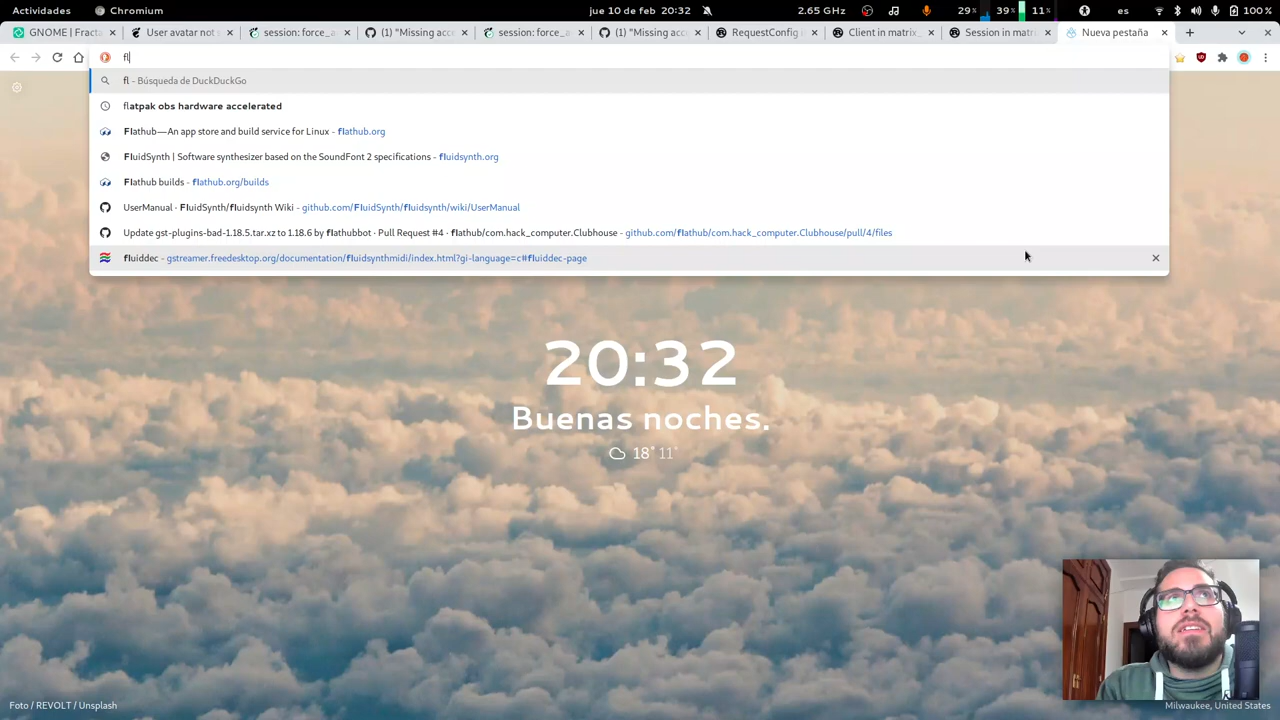 Actividades Chromium jue 10 de feb 20:32 2.65 GHz 29% 39% 11% es 100 %
GNOME | Fracta User avatar not s session: force_a (1) "Missing acce session: force_a (1) "Missing acce RequestConfig i Client in matrix_ Session in matri Nueva pestaña
fl
fl - Búsqueda de DuckDuckGo
flatpak obs hardware accelerated
Flathub—An app store and build service for Linux - flathub.org
FluidSynth | Software synthesizer based on the SoundFont 2 specifications - fluidsynth.org
Flathub builds - flathub.org/builds
UserManual · FluidSynth/fluidsynth Wiki - github.com/FluidSynth/fluidsynth/wiki/UserManual
Update gst-plugins-bad-1.18.5.tar.xz to 1.18.6 by flathubbot · Pull Request #4 · flathub/com.hack_computer.Clubhouse - github.com/flathub/com.hack_computer.Clubhouse/pull/4/files
fluiddec - gstreamer.freedesktop.org/documentation/fluidsynthmidi/index.html?gi-language=c#fluiddec-page
20:32
Buenas noches.
18° 11°
Foto / REVOLT / Unsplash
Milwaukee, United States